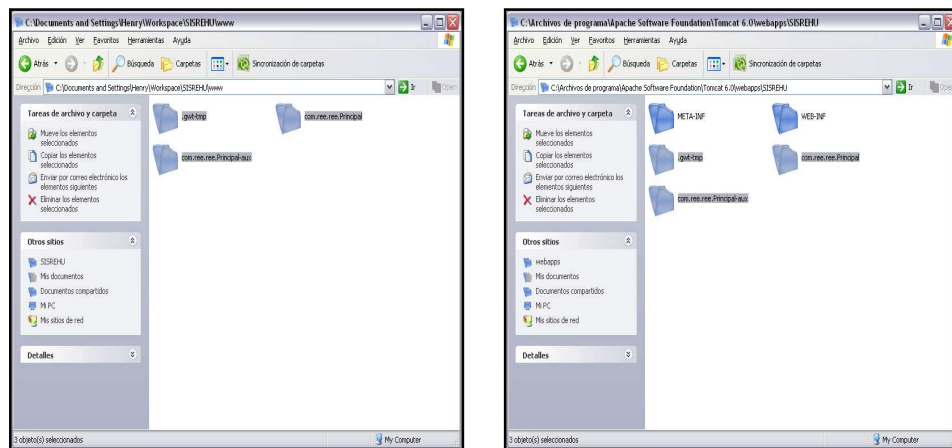 C:\Documents and Settings\Henry\Workspace\SISREHU\www
Archivo Edición Ver Favoritos Herramientas Ayuda
Atrás Búsqueda Carpetas Sincronización de carpetas
Dirección C:\Documents and Settings\Henry\Workspace\SISREHU\www Ir
Tareas de archivo y carpeta
Mueve los elementos
seleccionados
Copiar los elementos
seleccionados
Enviar por correo electrónico los
elementos siguientes
Eliminar los elementos
seleccionados
Otros sitios
SISREHU
Mis documentos
Documentos compartidos
Mi PC
Mis sitios de red
Detalles
.gwt-tmp
com.ree.ree.Principal
com.ree.ree.Principal-aux
3 objeto(s) seleccionados
My Computer
C:\Archivos de programa\Apache Software Foundation\Tomcat 6.0\webapps\SISREHU
Archivo Edición Ver Favoritos Herramientas Ayuda
Atrás Búsqueda Carpetas Sincronización de carpetas
Dirección C:\Archivos de programa\Apache Software Foundation\Tomcat 6.0\webapps\SISREHU Ir
Tareas de archivo y carpeta
Mueve los elementos
seleccionados
Copiar los elementos
seleccionados
Enviar por correo electrónico los
elementos siguientes
Eliminar los elementos
seleccionados
Otros sitios
webapps
Mis documentos
Documentos compartidos
Mi PC
Mis sitios de red
Detalles
META-INF
WEB-INF
.gwt-tmp
com.ree.ree.Principal
com.ree.ree.Principal-aux
3 objeto(s) seleccionados
My Computer